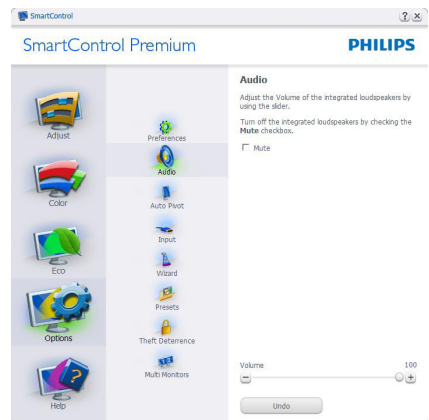 SmartControl
SmartControl Premium
PHILIPS
Adjust
Color
Eco
Options
Help
Preferences
Audio
Auto Pivot
Input
Wizard
Presets
Theft Deterrence
Multi Monitors
Audio
Adjust the Volume of the integrated loudspeakers by
using the slider.
Turn off the integrated loudspeakers by checking the
Mute checkbox.
Mute
Volume 100
Undo